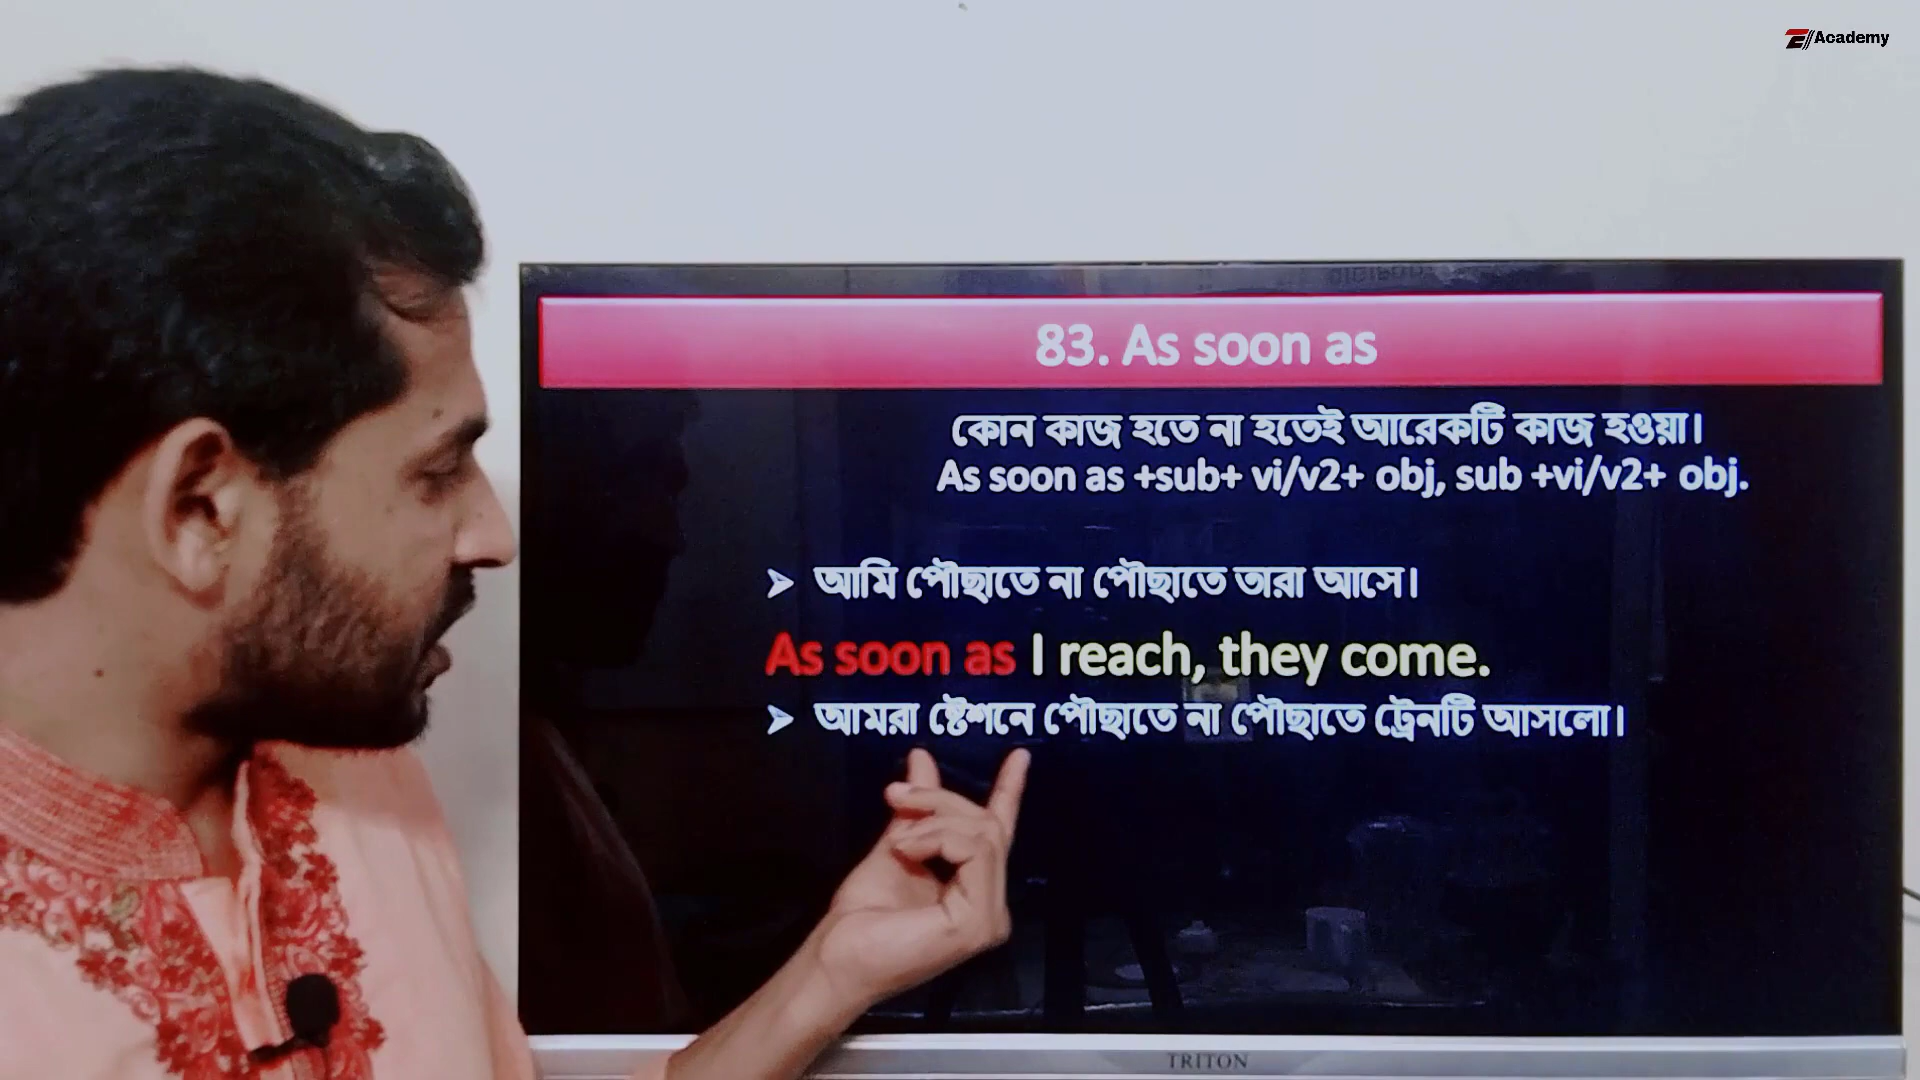 Academy
83. As soon as
কোন কাজ হতে না হতেই আরেকটি কাজ হওয়া।
As soon as +sub+ vi/v2+ obj, sub +vi/v2+ obj.
➤ আমি পৌছাতে না পৌছাতে তারা আসে।
As soon as I reach, they come.
➤ আমরা ষ্টেশনে পৌছাতে না পৌছাতে ট্রেনটি আসলো।
TRITON